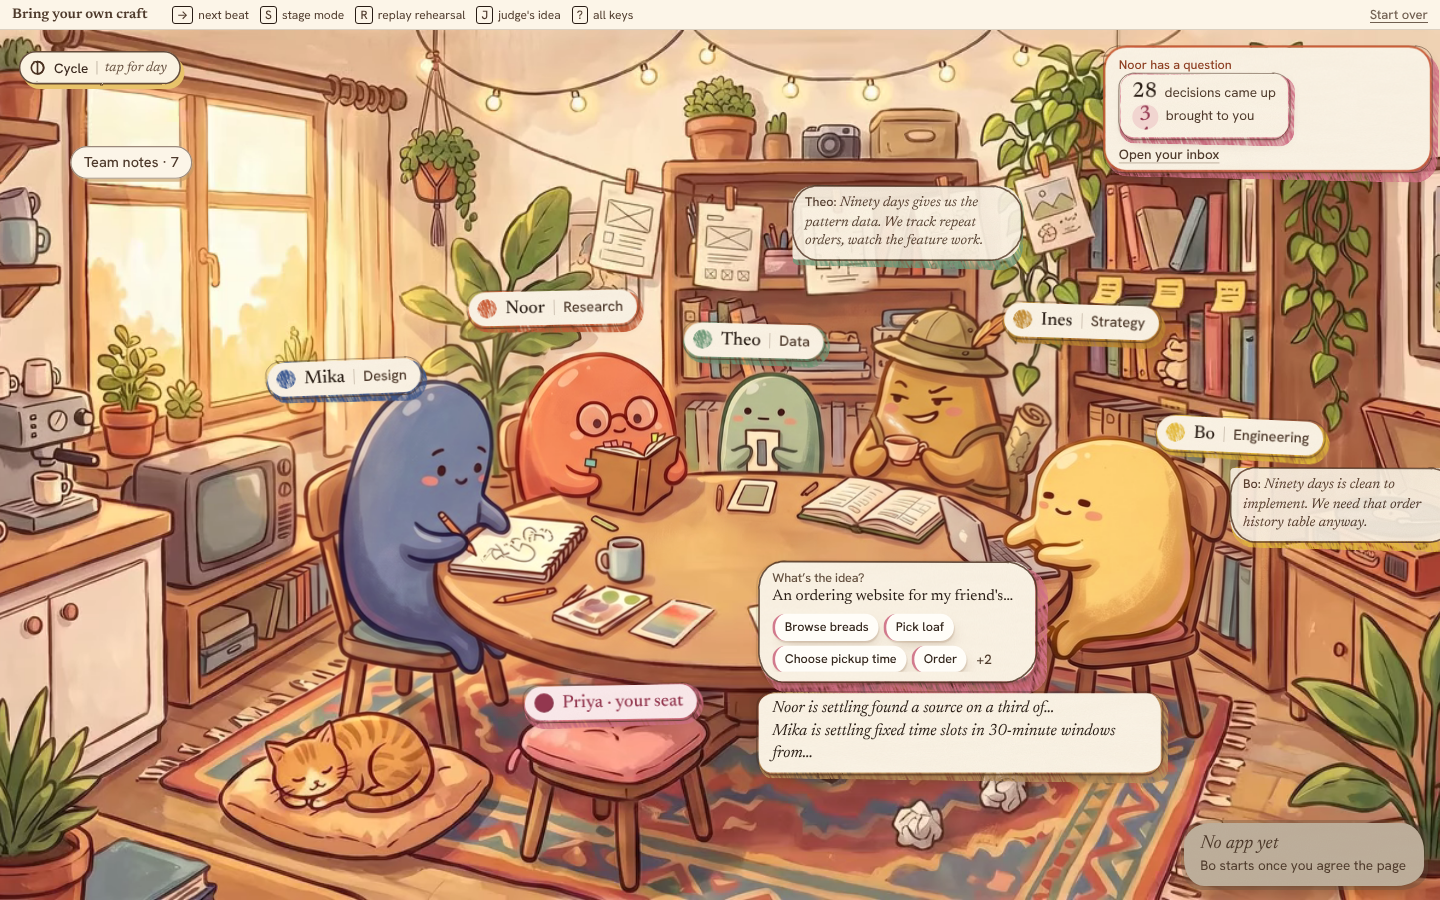 Bring your own craft
→ next beat S stage mode R replay rehearsal J judge's idea ? all keys
Start over
Cycle | tap for day
Team notes · 7
Noor has a question
28 decisions came up
3 brought to you
Open your inbox
Theo: Ninety days gives us the
pattern data. We track repeat
orders, watch the feature work.
Noor | Research
Ines | Strategy
Theo | Data
Mika | Design
Bo | Engineering
Bo: Ninety days is clean to
implement. We need that order
history table anyway.
What's the idea?
An ordering website for my friend's...
Browse breads Pick loaf
Choose pickup time Order +2
Priya · your seat
Noor is settling found a source on a third of...
Mika is settling fixed time slots in 30-minute windows
from...
No app yet
Bo starts once you agree the page